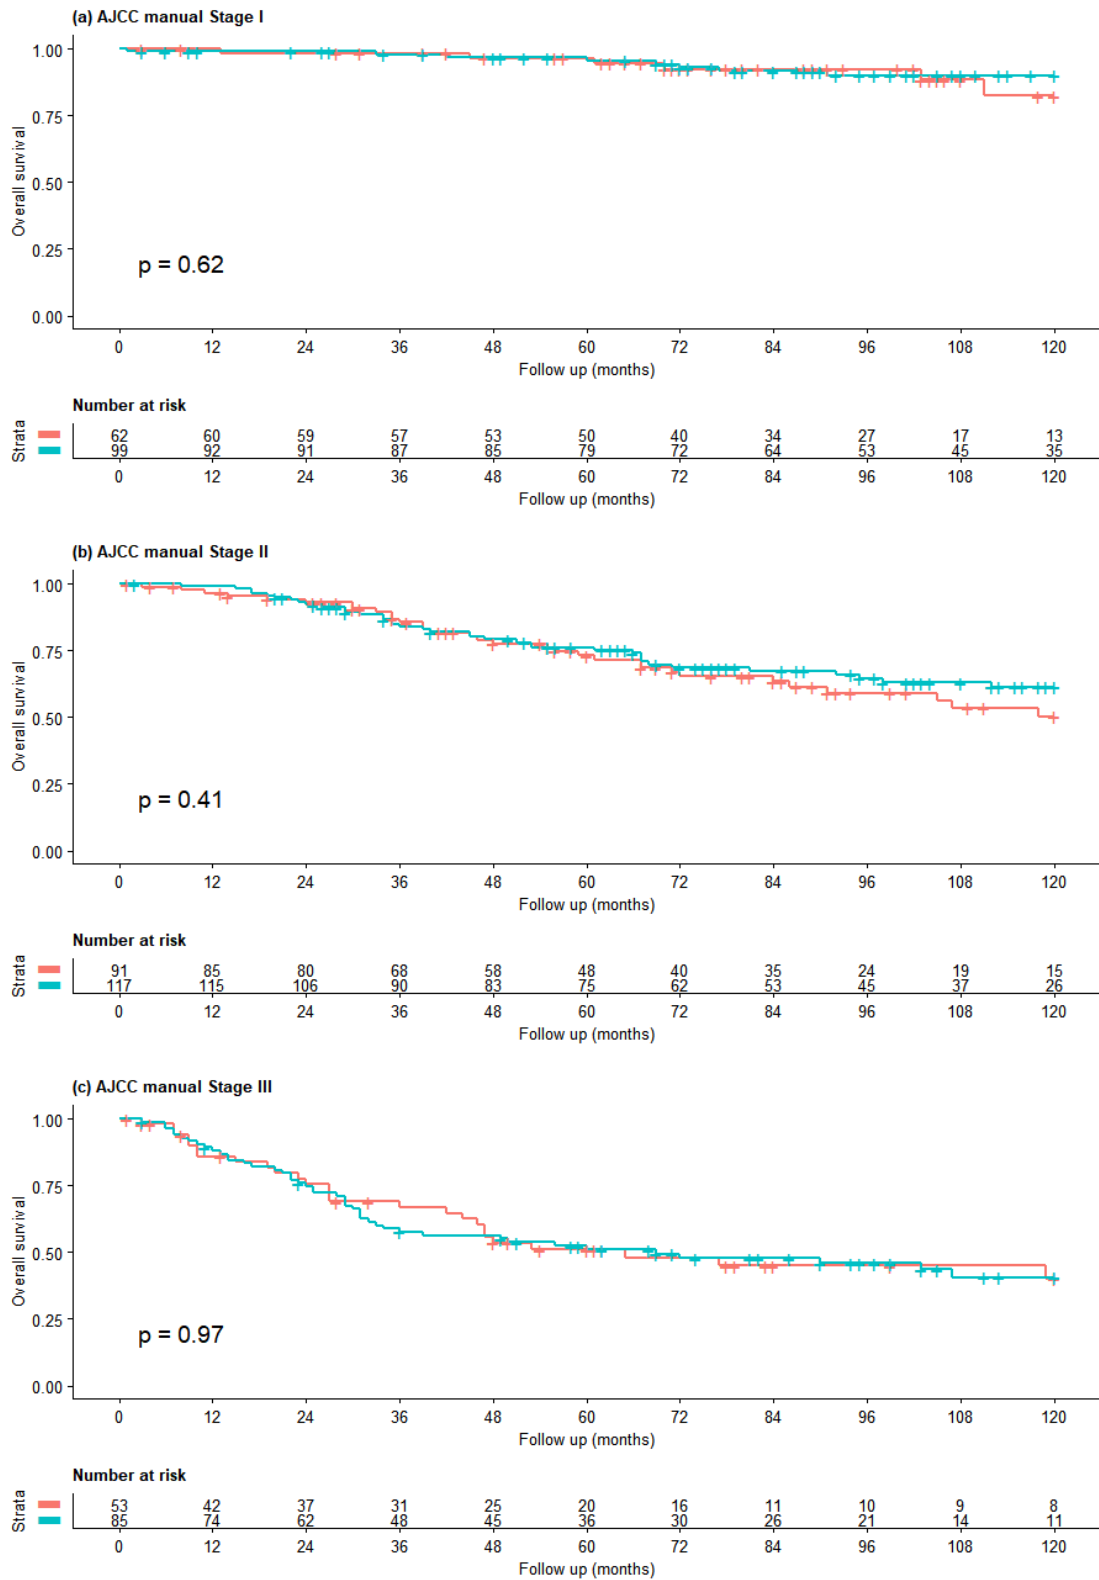 (a) AJCC manual Stage I
1.00
0.75
0.50
0.25
0.00
Overall survival
p = 0.62
0 12 24 36 48 60 72 84 96 108 120
Follow up (months)
Number at risk
Strata
62 60 59 57 53 50 40 34 27 17 13
99 92 91 87 85 79 72 64 53 45 35
0 12 24 36 48 60 72 84 96 108 120
Follow up (months)
(b) AJCC manual Stage II
1.00
0.75
0.50
0.25
0.00
Overall survival
p = 0.41
0 12 24 36 48 60 72 84 96 108 120
Follow up (months)
Number at risk
Strata
91 85 80 68 58 48 40 35 24 19 15
117 115 106 90 83 75 62 53 45 37 26
0 12 24 36 48 60 72 84 96 108 120
Follow up (months)
(c) AJCC manual Stage III
1.00
0.75
0.50
0.25
0.00
Overall survival
p = 0.97
0 12 24 36 48 60 72 84 96 108 120
Follow up (months)
Number at risk
Strata
53 42 37 31 25 20 16 11 10 9 8
85 74 62 48 45 36 30 26 21 14 11
0 12 24 36 48 60 72 84 96 108 120
Follow up (months)